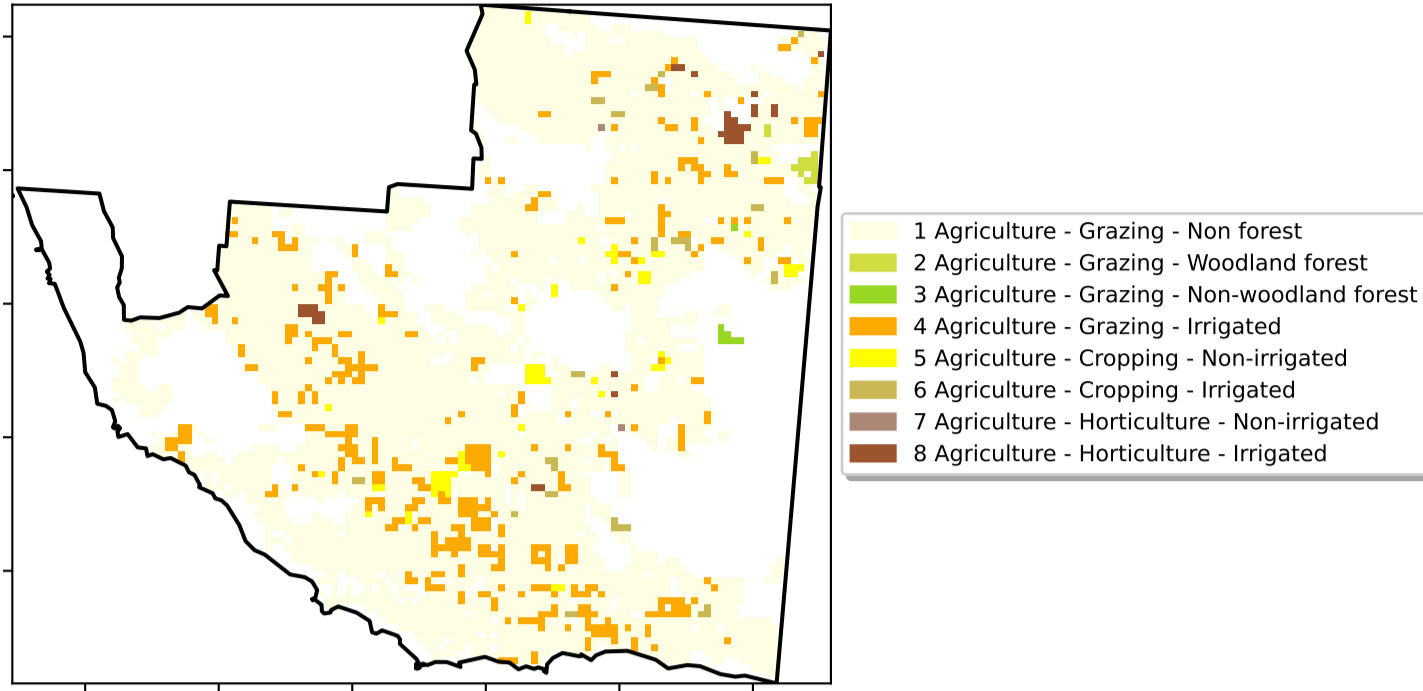 1 Agriculture - Grazing - Non forest
2 Agriculture - Grazing - Woodland forest
3 Agriculture - Grazing - Non-woodland forest
4 Agriculture - Grazing - Irrigated
5 Agriculture - Cropping - Non-irrigated
6 Agriculture - Cropping - Irrigated
7 Agriculture - Horticulture - Non-irrigated
8 Agriculture - Horticulture - Irrigated